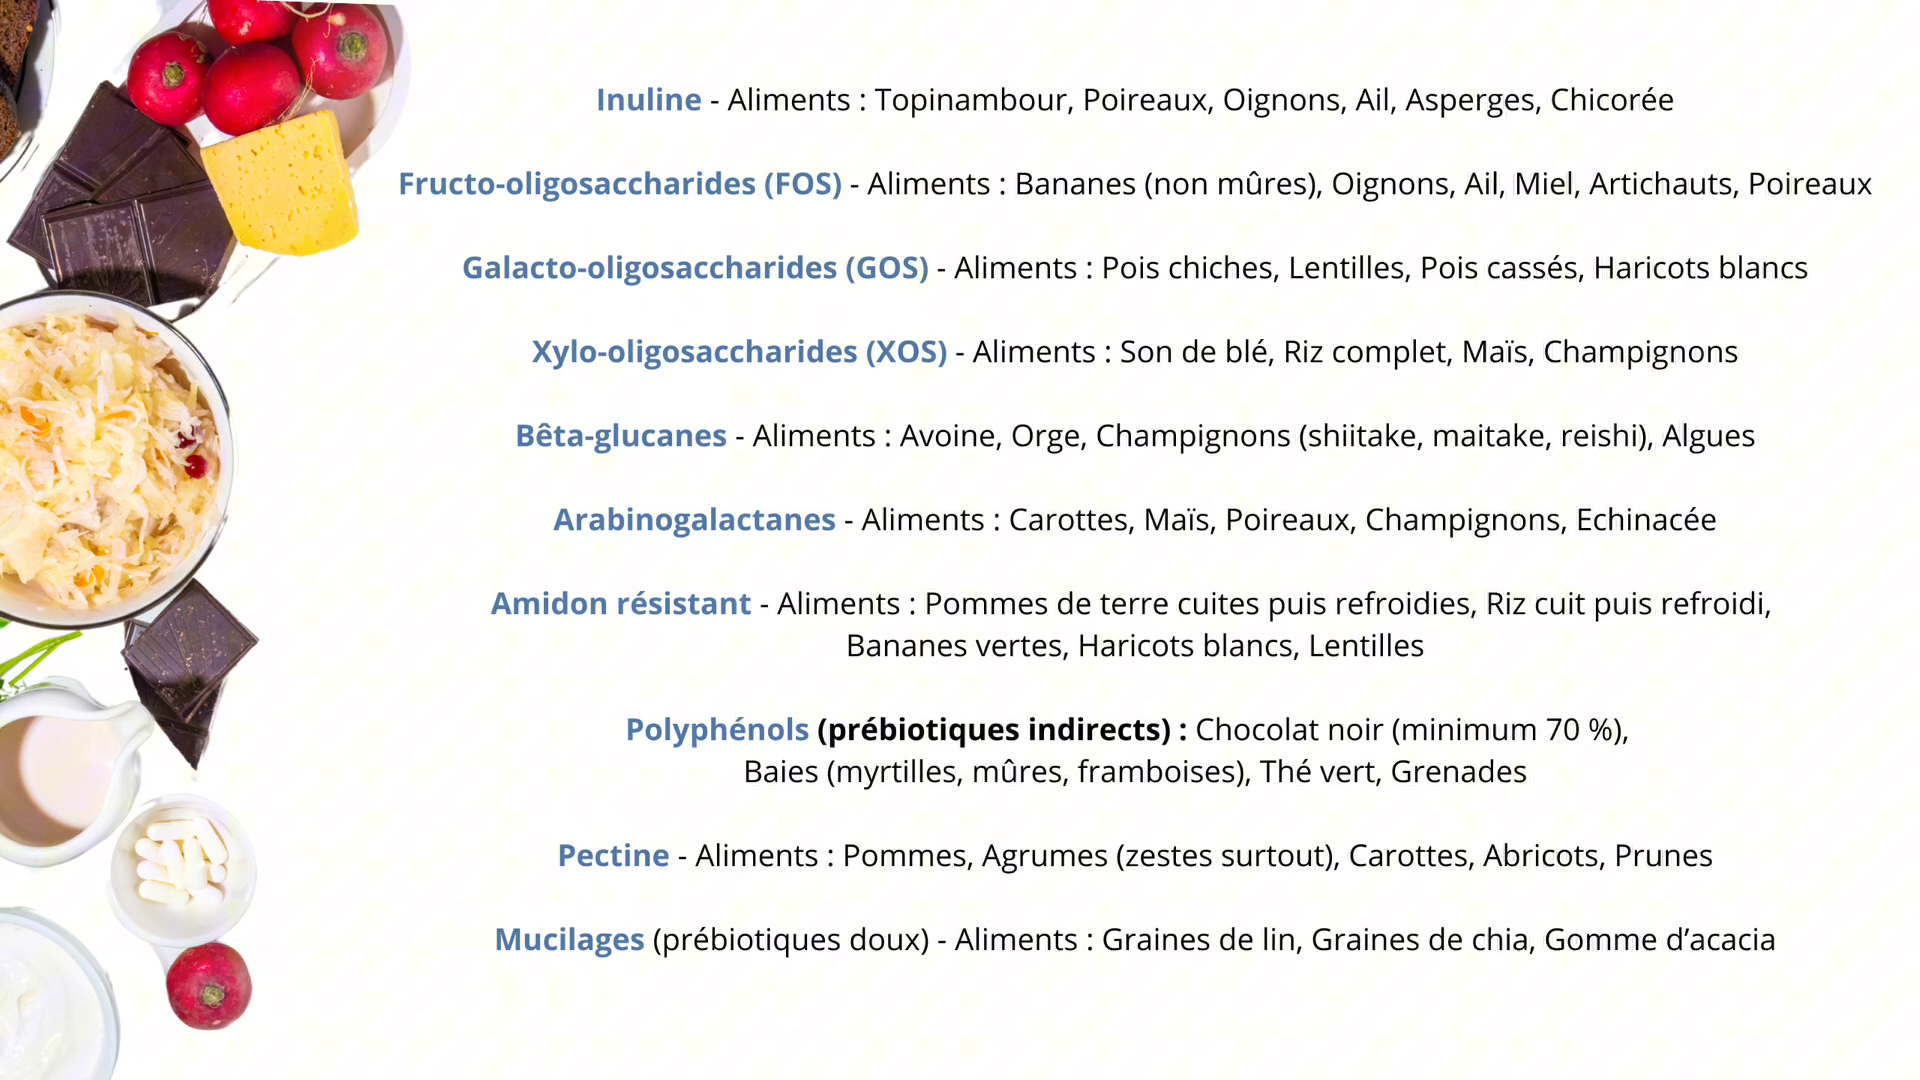 Inuline - Aliments : Topinambour, Poireaux, Oignons, Ail, Asperges, Chicorée
Fructo-oligosaccharides (FOS) - Aliments : Bananes (non mûres), Oignons, Ail, Miel, Artichauts, Poireaux
Galacto-oligosaccharides (GOS) - Aliments : Pois chiches, Lentilles, Pois cassés, Haricots blancs
Xylo-oligosaccharides (XOS) - Aliments : Son de blé, Riz complet, Maïs, Champignons
Bêta-glucanes - Aliments : Avoine, Orge, Champignons (shiitake, maitake, reishi), Algues
Arabinogalactanes - Aliments : Carottes, Maïs, Poireaux, Champignons, Echinacée
Amidon résistant - Aliments : Pommes de terre cuites puis refroidies, Riz cuit puis refroidi,
Bananes vertes, Haricots blancs, Lentilles
Polyphénols (prébiotiques indirects) : Chocolat noir (minimum 70 %),
Baies (myrtilles, mûres, framboises), Thé vert, Grenades
Pectine - Aliments : Pommes, Agrumes (zestes surtout), Carottes, Abricots, Prunes
Mucilages (prébiotiques doux) - Aliments : Graines de lin, Graines de chia, Gomme d’acacia